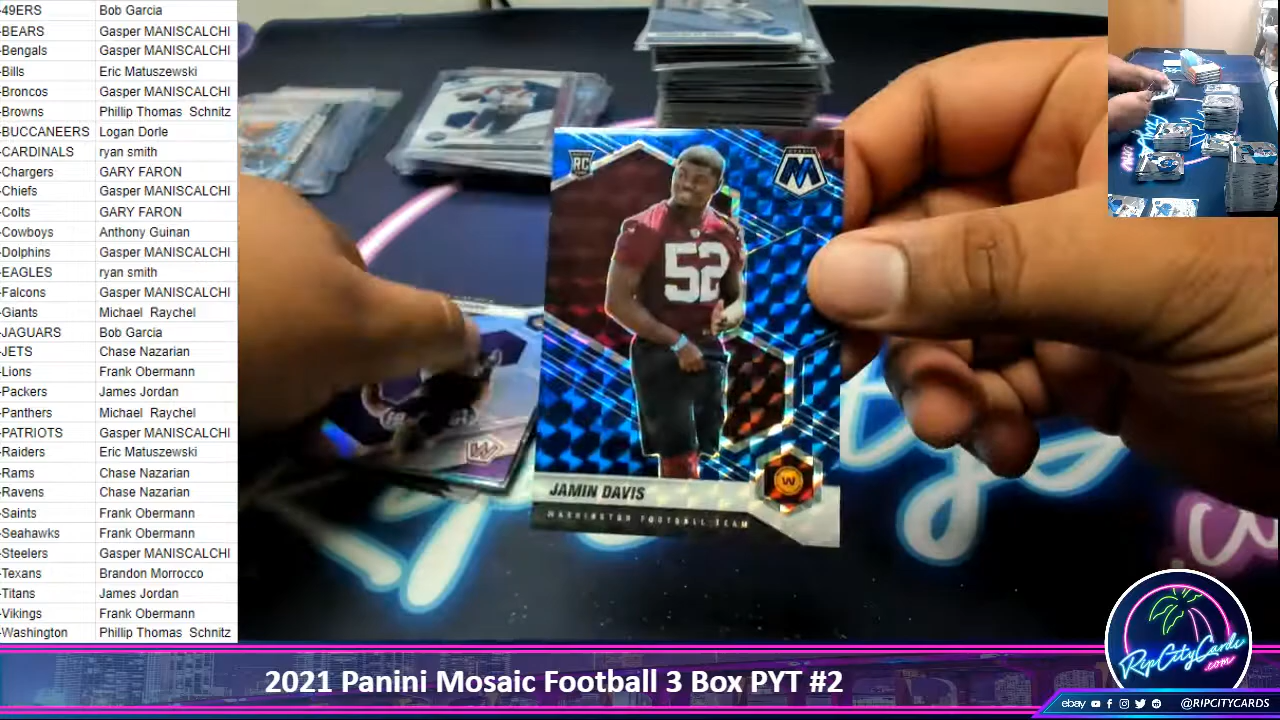 -49ERS Bob Garcia
-BEARS Gasper MANISCALCHI
-Bengals Gasper MANISCALCHI
-Bills Eric Matuszewski
-Broncos Gasper MANISCALCHI
-Browns Phillip Thomas Schnitz
-BUCCANEERS Logan Dorle
-CARDINALS ryan smith
-Chargers GARY FARON
-Chiefs Gasper MANISCALCHI
-Colts GARY FARON
-Cowboys Anthony Guinan
-Dolphins Gasper MANISCALCHI
-EAGLES ryan smith
-Falcons Gasper MANISCALCHI
-Giants Michael Raychel
-JAGUARS Bob Garcia
-JETS Chase Nazarian
-Lions Frank Obermann
-Packers James Jordan
-Panthers Michael Raychel
-PATRIOTS Gasper MANISCALCHI
-Raiders Eric Matuszewski
-Rams Chase Nazarian
-Ravens Chase Nazarian
-Saints Frank Obermann
-Seahawks Frank Obermann
-Steelers Gasper MANISCALCHI
-Texans Brandon Morrocco
-Titans James Jordan
-Vikings Frank Obermann
-Washington Phillip Thomas Schnitz
RC
MOSAIC
52
W
JAMIN DAVIS
WASHINGTON FOOTBALL TEAM
RipCityCards
.com
2021 Panini Mosaic Football 3 Box PYT #2
ebay @RIPCITYCARDS